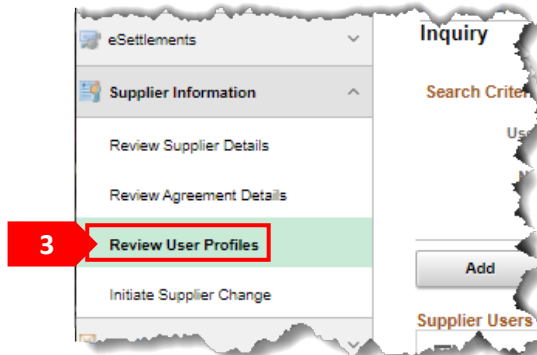 eSettlements
Supplier Information
Review Supplier Details
Review Agreement Details
3
Review User Profiles
Initiate Supplier Change
Inquiry
Search
Add
Supplier Users